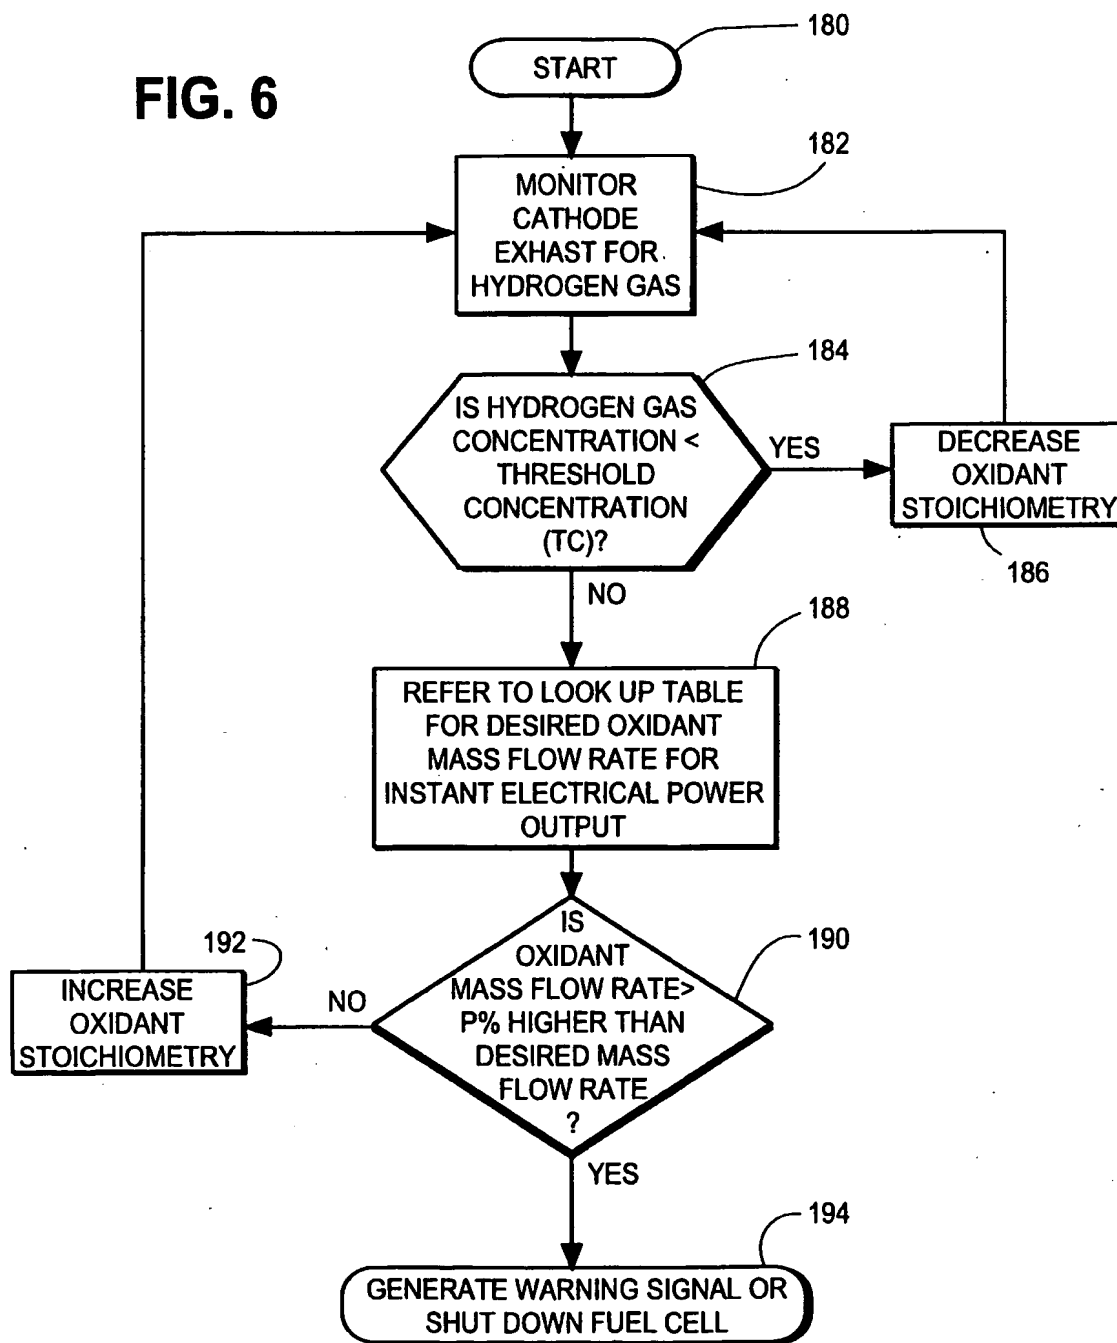 180
START
FIG. 6
182
MONITOR
CATHODE
EXHAST FOR
HYDROGEN GAS
184
IS HYDROGEN GAS
CONCENTRATION <
THRESHOLD
CONCENTRATION
(TC)?
YES
DECREASE
OXIDANT
STOICHIOMETRY
186
NO
188
REFER TO LOOK UP TABLE
FOR DESIRED OXIDANT
MASS FLOW RATE FOR
INSTANT ELECTRICAL POWER
OUTPUT
190
IS
OXIDANT
MASS FLOW RATE>
P% HIGHER THAN
DESIRED MASS
FLOW RATE
?
NO
192
INCREASE
OXIDANT
STOICHIOMETRY
YES
194
GENERATE WARNING SIGNAL OR
SHUT DOWN FUEL CELL